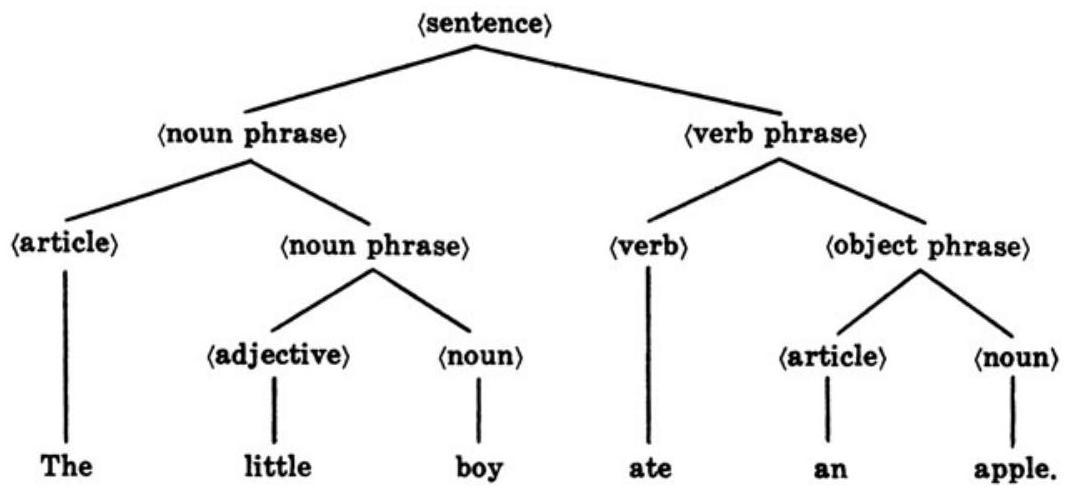 ⟨sentence⟩
⟨noun phrase⟩ ⟨verb phrase⟩
⟨article⟩ ⟨noun phrase⟩ ⟨verb⟩ ⟨object phrase⟩
⟨adjective⟩ ⟨noun⟩ ⟨article⟩ ⟨noun⟩
The little boy ate an apple.